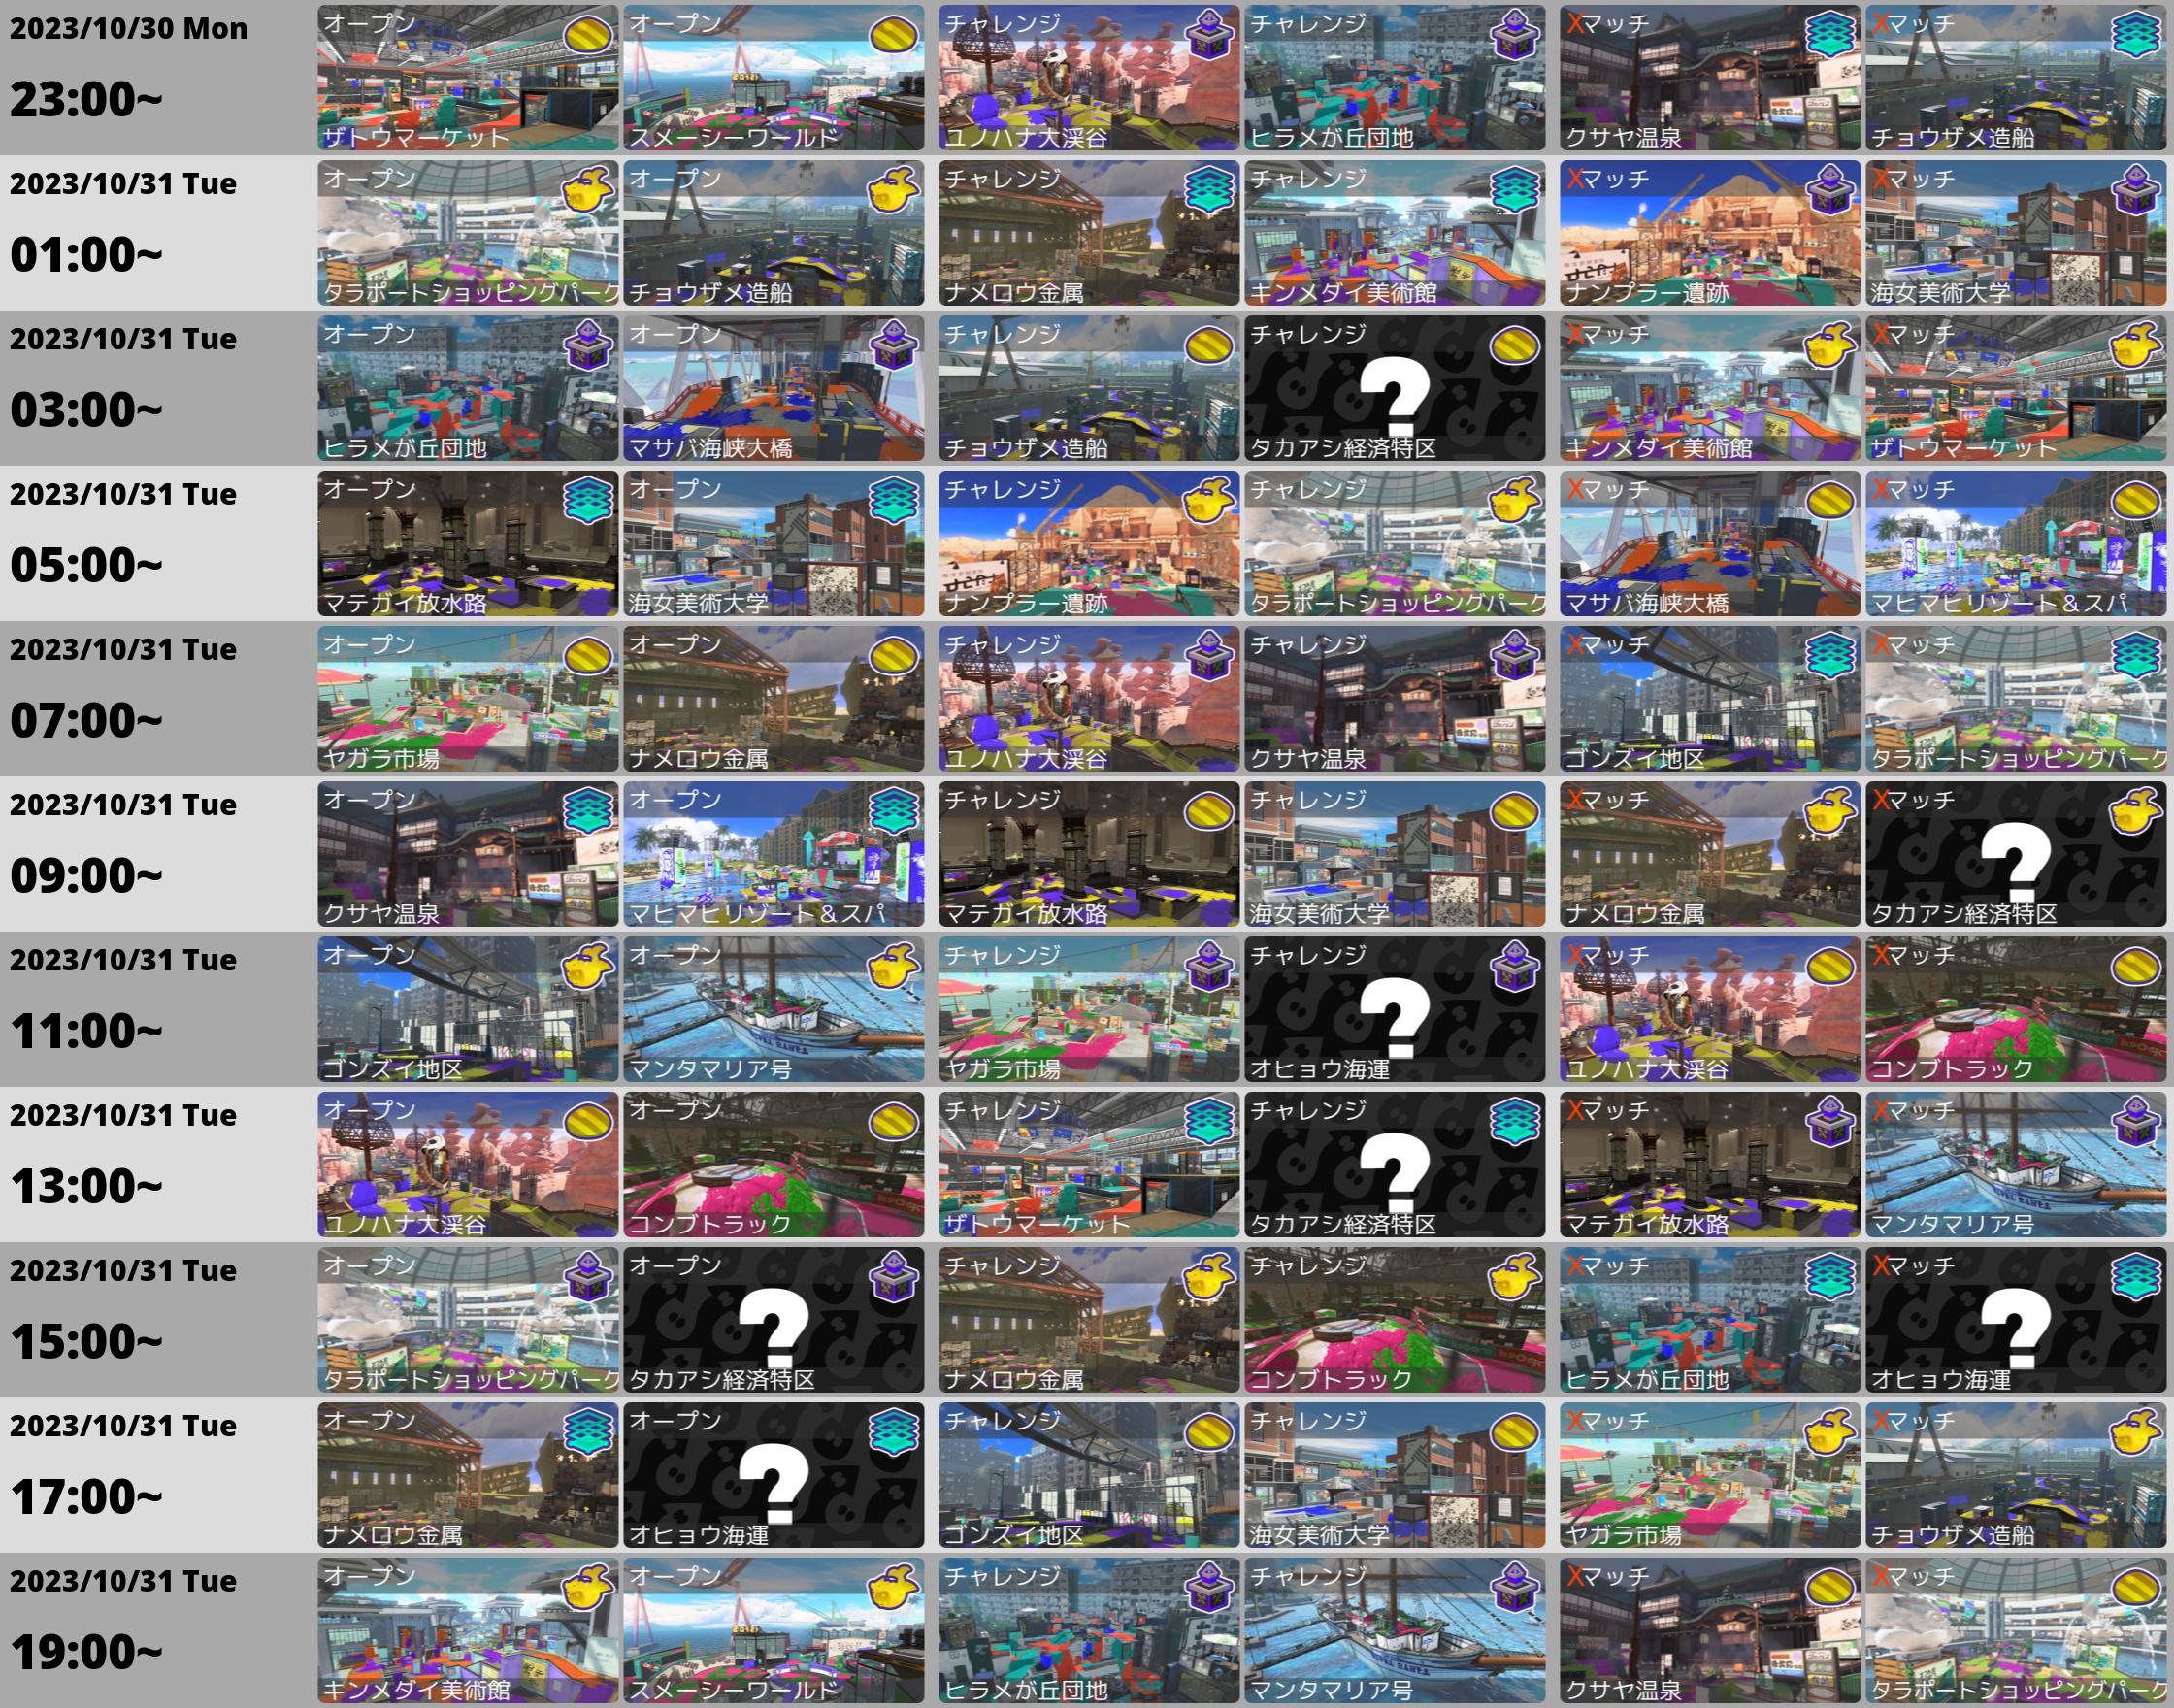 2023/10/30 Mon
23:00~
オープン
ザトウマーケット
オープン
スメーシーワールド
チャレンジ
ユノハナ大渓谷
チャレンジ
ヒラメが丘団地
Xマッチ
クサヤ温泉
Xマッチ
チョウザメ造船
2023/10/31 Tue
01:00~
オープン
タラポートショッピングパーク
オープン
チョウザメ造船
チャレンジ
ナメロウ金属
チャレンジ
キンメダイ美術館
Xマッチ
ナンプラー遺跡
Xマッチ
海女美術大学
2023/10/31 Tue
03:00~
オープン
ヒラメが丘団地
オープン
マサバ海峡大橋
チャレンジ
チョウザメ造船
チャレンジ
タカアシ経済特区
Xマッチ
キンメダイ美術館
Xマッチ
ザトウマーケット
2023/10/31 Tue
05:00~
オープン
マテガイ放水路
オープン
海女美術大学
チャレンジ
ナンプラー遺跡
チャレンジ
タラポートショッピングパーク
Xマッチ
マサバ海峡大橋
Xマッチ
マヒマヒリゾート＆スパ
2023/10/31 Tue
07:00~
オープン
ヤガラ市場
オープン
ナメロウ金属
チャレンジ
ユノハナ大渓谷
チャレンジ
クサヤ温泉
Xマッチ
ゴンズイ地区
Xマッチ
タラポートショッピングパーク
2023/10/31 Tue
09:00~
オープン
クサヤ温泉
オープン
マヒマヒリゾート＆スパ
チャレンジ
マテガイ放水路
チャレンジ
海女美術大学
Xマッチ
ナメロウ金属
Xマッチ
タカアシ経済特区
2023/10/31 Tue
11:00~
オープン
ゴンズイ地区
オープン
マンタマリア号
チャレンジ
ヤガラ市場
チャレンジ
オヒョウ海運
Xマッチ
ユノハナ大渓谷
Xマッチ
コンブトラック
2023/10/31 Tue
13:00~
オープン
ユノハナ大渓谷
オープン
コンブトラック
チャレンジ
ザトウマーケット
チャレンジ
タカアシ経済特区
Xマッチ
マテガイ放水路
Xマッチ
マンタマリア号
2023/10/31 Tue
15:00~
オープン
タラポートショッピングパーク
オープン
タカアシ経済特区
チャレンジ
ナメロウ金属
チャレンジ
コンブトラック
Xマッチ
ヒラメが丘団地
Xマッチ
オヒョウ海運
2023/10/31 Tue
17:00~
オープン
ナメロウ金属
オープン
オヒョウ海運
チャレンジ
ゴンズイ地区
チャレンジ
海女美術大学
Xマッチ
ヤガラ市場
Xマッチ
チョウザメ造船
2023/10/31 Tue
19:00~
オープン
キンメダイ美術館
オープン
スメーシーワールド
チャレンジ
ヒラメが丘団地
チャレンジ
マンタマリア号
Xマッチ
クサヤ温泉
Xマッチ
タラポートショッピングパーク